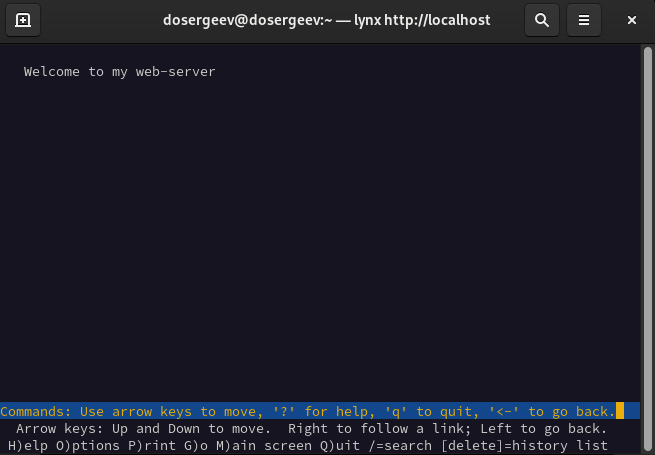 dosergeev@dosergeev:~ — lynx http://localhost
Welcome to my web-server
Commands: Use arrow keys to move, '?' for help, 'q' to quit, '<-' to go back.
Arrow keys: Up and Down to move.  Right to follow a link; Left to go back.
H)elp O)ptions P)rint G)o M)ain screen Q)uit /=search [delete]=history list